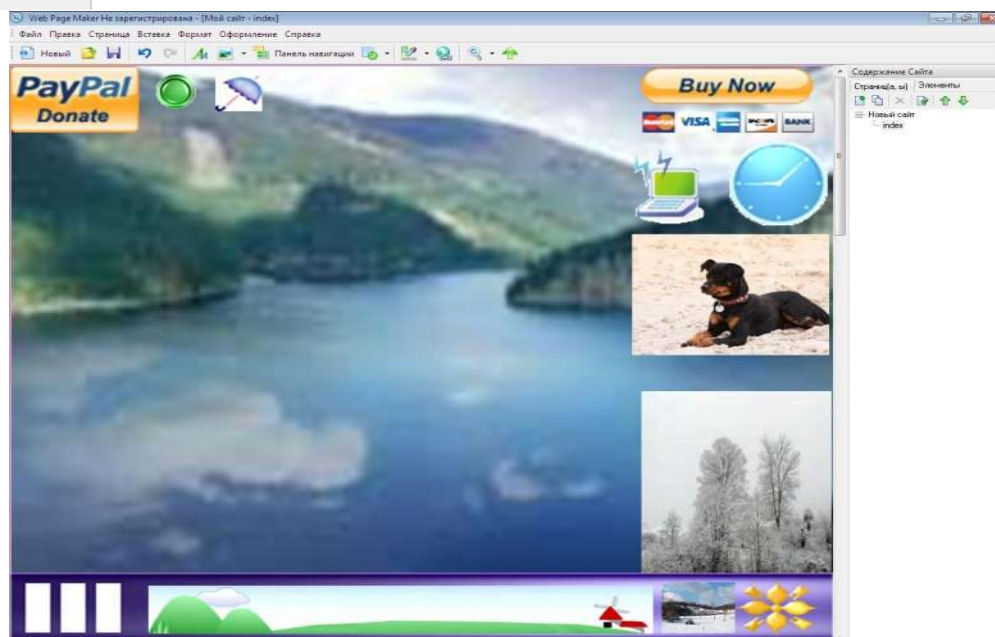 Web Page Maker Не зарегистрирована - [Мой сайт - index]
Файл Правка Страница Вставка Формат Оформление Справка
Новый Панель навигации
PayPal
Donate
Buy Now
MasterCard VISA BANK
Содержание Сайта
Страниц(а, ы) Элементы
Новый сайт
index